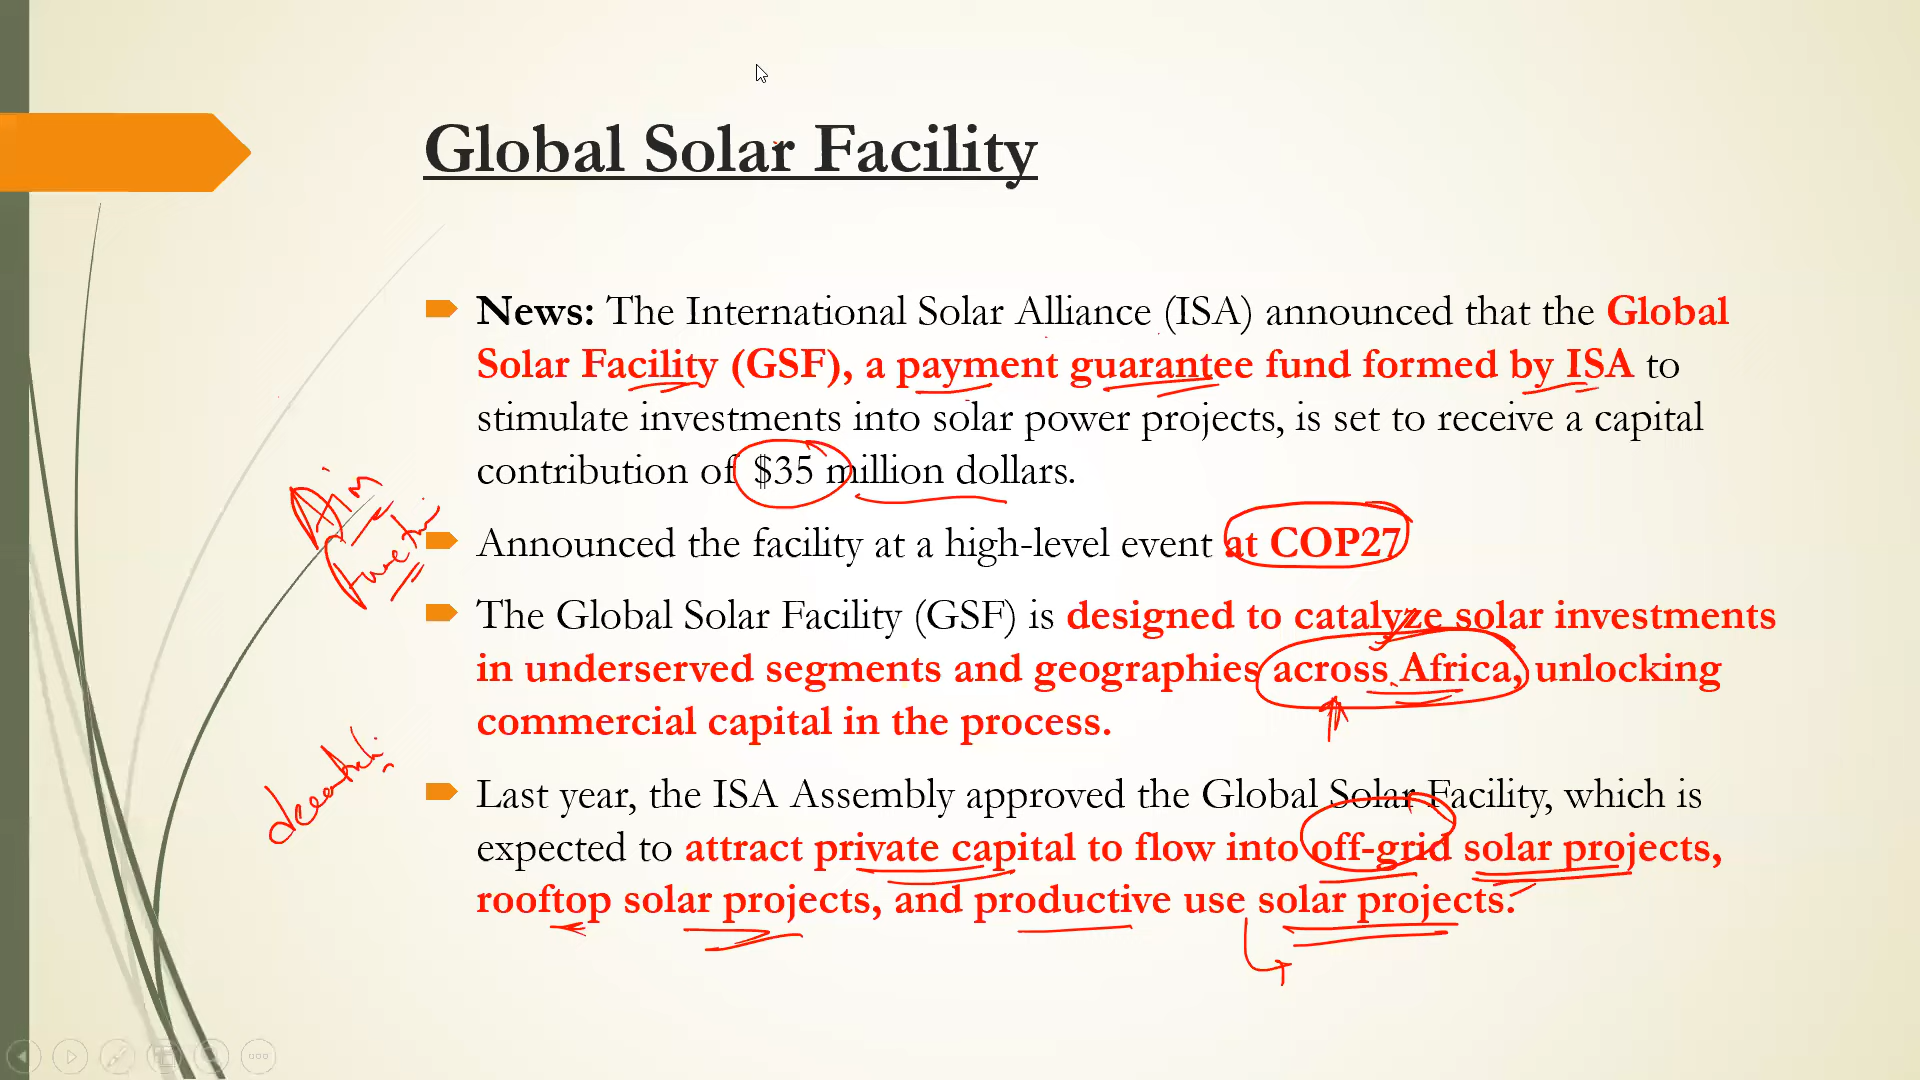 Global Solar Facility
News: The International Solar Alliance (ISA) announced that the Global
Solar Facility (GSF), a payment guarantee fund formed by ISA to
stimulate investments into solar power projects, is set to receive a capital
contribution of $35 million dollars.
Aim
Announced the facility at a high-level event at COP27
The Global Solar Facility (GSF) is designed to catalyze solar investments
in underserved segments and geographies across Africa, unlocking
commercial capital in the process.
Last year, the ISA Assembly approved the Global Solar Facility, which is
expected to attract private capital to flow into off-grid solar projects,
rooftop solar projects, and productive use solar projects.